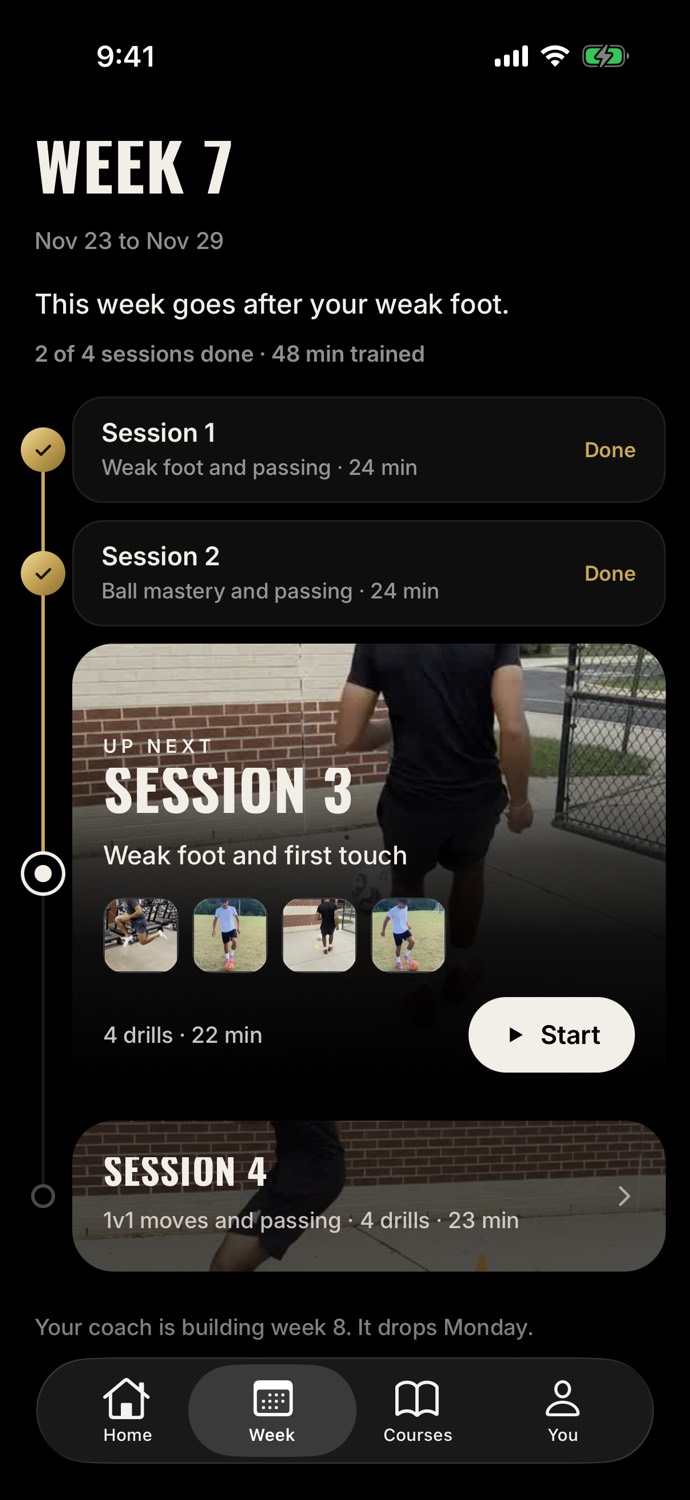 9:41
WEEK 7
Nov 23 to Nov 29
This week goes after your weak foot.
2 of 4 sessions done · 48 min trained
Session 1
Weak foot and passing · 24 min
Done
Session 2
Ball mastery and passing · 24 min
Done
UP NEXT
SESSION 3
Weak foot and first touch
4 drills · 22 min
Start
SESSION 4
1v1 moves and passing · 4 drills · 23 min
Your coach is building week 8. It drops Monday.
Home
Week
Courses
You